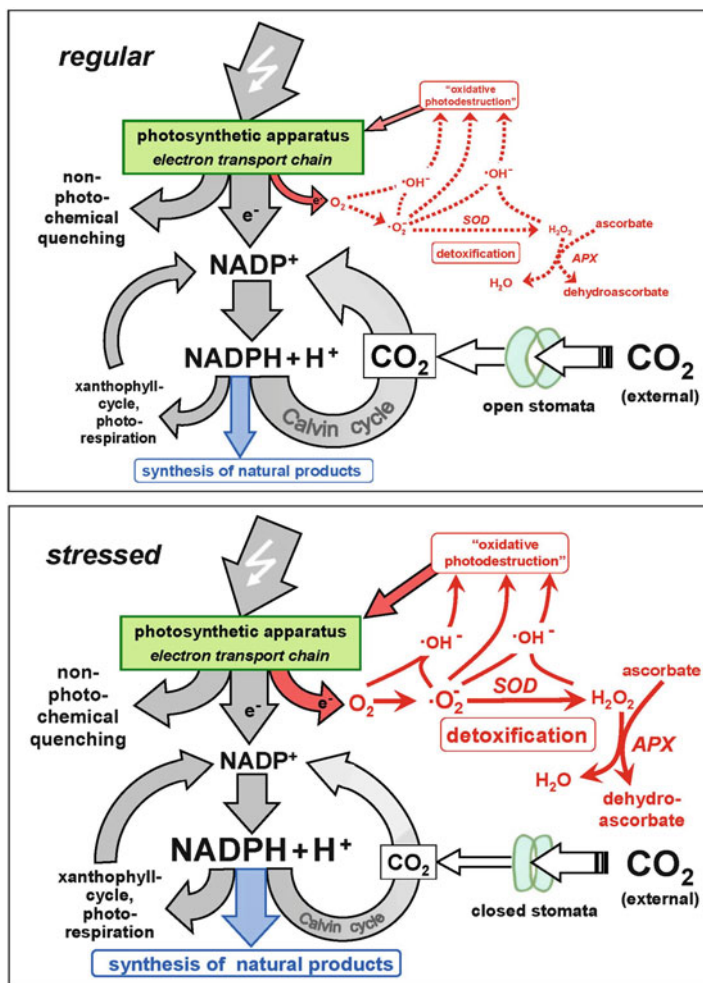 regular
"oxidative
photodestruction"
photosynthetic apparatus
electron transport chain
non-
photo-
chemical
quenching
e-
e-
O₂
·OH⁻
·O₂⁻
·OH⁻
SOD
H₂O₂
ascorbate
detoxification
APX
H₂O
dehydroascorbate
NADP⁺
NADPH + H⁺
CO₂
CO₂
(external)
open stomata
xanthophyll-
cycle,
photo-
respiration
Calvin cycle
synthesis of natural products
stressed
"oxidative
photodestruction"
photosynthetic apparatus
electron transport chain
non-
photo-
chemical
quenching
e-
e-
O₂
·OH⁻
·O₂⁻
·OH⁻
SOD
H₂O₂
ascorbate
detoxification
APX
H₂O
dehydro-
ascorbate
NADP⁺
NADPH + H⁺
CO₂
CO₂
(external)
closed stomata
xanthophyll-
cycle,
photo-
respiration
Calvin cycle
synthesis of natural products